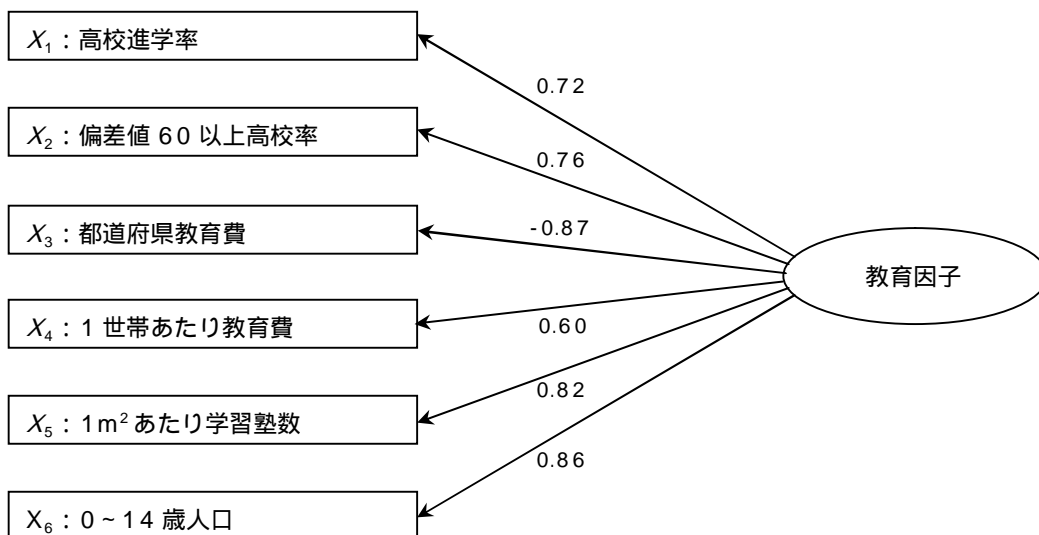 X₁：高校進学率
0.72
X₂：偏差値 60 以上高校率
0.76
X₃：都道府県教育費
-0.87
教育因子
X₄：1 世帯あたり教育費
0.60
X₅：1m²あたり学習塾数
0.82
0.86
X₆：0～14 歳人口